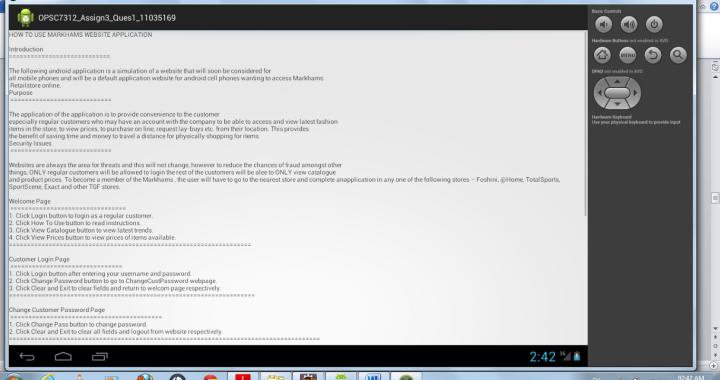 OPSC7312_Assign3_Ques1_11035169
HOW TO USE MARKHAMS WEBSITE APPLICATION
Introduction
============================
The following android application is a simulation of a website that will soon be considered for
all mobile phones and will be a default application website for android cell phones wanting to access Markhams
Retailstore online.
Purpose
============================
The application of the application is to provide convenience to the customer
especially regular customers who may have an account with the company to be able to access and view latest fashion
items in the store, to view prices, to purchase on line, request lay-buys etc. from their location. This provides
the benefit of saving time and money to travel a distance for physically shopping for items.
Security Issues
============================
Websites are always the area for threats and this will not change, however to reduce the chances of fraud amongst other
things, ONLY regular customers will be allowed to login the rest of the customers will be alee to ONLY view catalogue
and product prices. To become a member of the Markhams , the user will have to go to the nearest store and complete anapplication in any one of the following stores – Foshini, @Home, TotalSports,
SportScene, Exact and other TGF stores.
Welcome Page
========================================
1. Click Login button to login as a regular customer.
2. Click How To Use button to read instructions.
3. Click View Catalogue button to view latest trends.
4. Click View Prices button to view prices of items available.
===================================================================
Customer Login Page
========================================
1. Click Login button after entering your username and password.
2. Click Change Password button to go to ChangeCustPassword webpage.
3. Click Clear and Exit to clear fields and return to welcom page respectively.
====================================================================
Change Customer Password Page
==========================================
1. Click Change Pass button to change password.
2. Click Clear and Exit to clear all fields and logout from website respectively.
======================================================================================
2:42
Basic Controls
Hardware Buttons not enabled in AVD
MENU
DPAD not enabled in AVD
Hardware Keyboard
Use your physical keyboard to provide input
02:42 AM